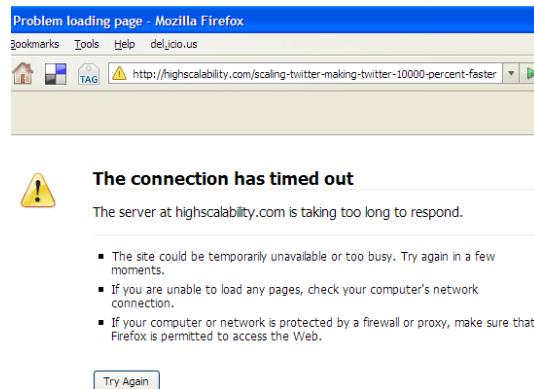 Problem loading page - Mozilla Firefox
Bookmarks Tools Help del.icio.us
TAG http://highscalability.com/scaling-twitter-making-twitter-10000-percent-faster
The connection has timed out
The server at highscalability.com is taking too long to respond.
The site could be temporarily unavailable or too busy. Try again in a few
moments.
If you are unable to load any pages, check your computer's network
connection.
If your computer or network is protected by a firewall or proxy, make sure that
Firefox is permitted to access the Web.
Try Again